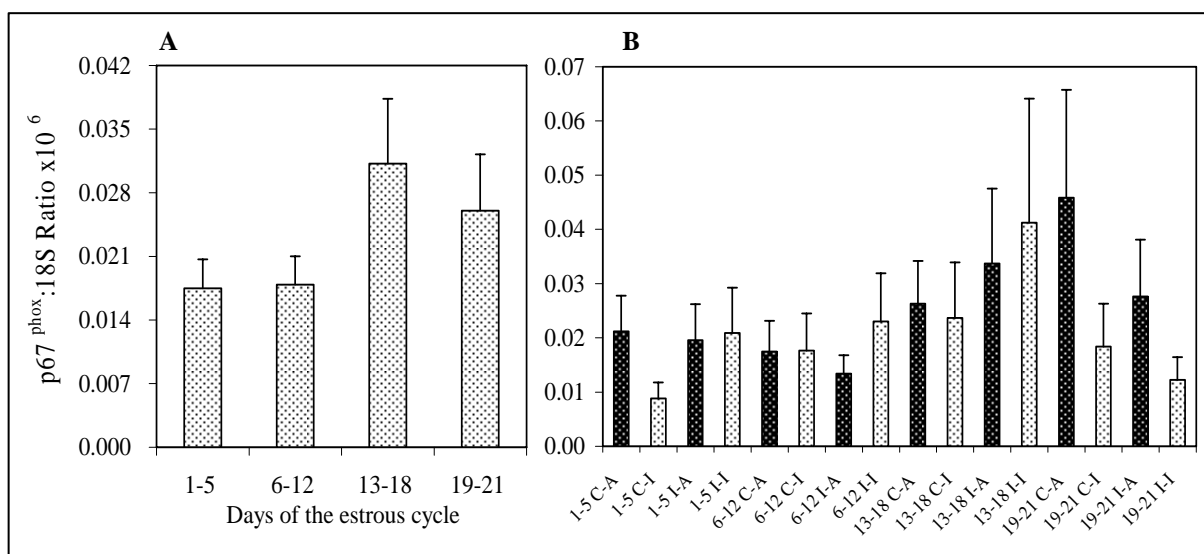 A
B
p67 phox:18S Ratio x10 6
0.042
0.035
0.028
0.021
0.014
0.007
0.000
1-5 6-12 13-18 19-21
Days of the estrous cycle
0.07
0.06
0.05
0.04
0.03
0.02
0.01
0.00
1-5 C-A
1-5 C-I
1-5 I-A
1-5 I-I
6-12 C-A
6-12 C-I
6-12 I-A
6-12 I-I
13-18 C-A
13-18 C-I
13-18 I-A
13-18 I-I
19-21 C-A
19-21 C-I
19-21 I-A
19-21 I-I